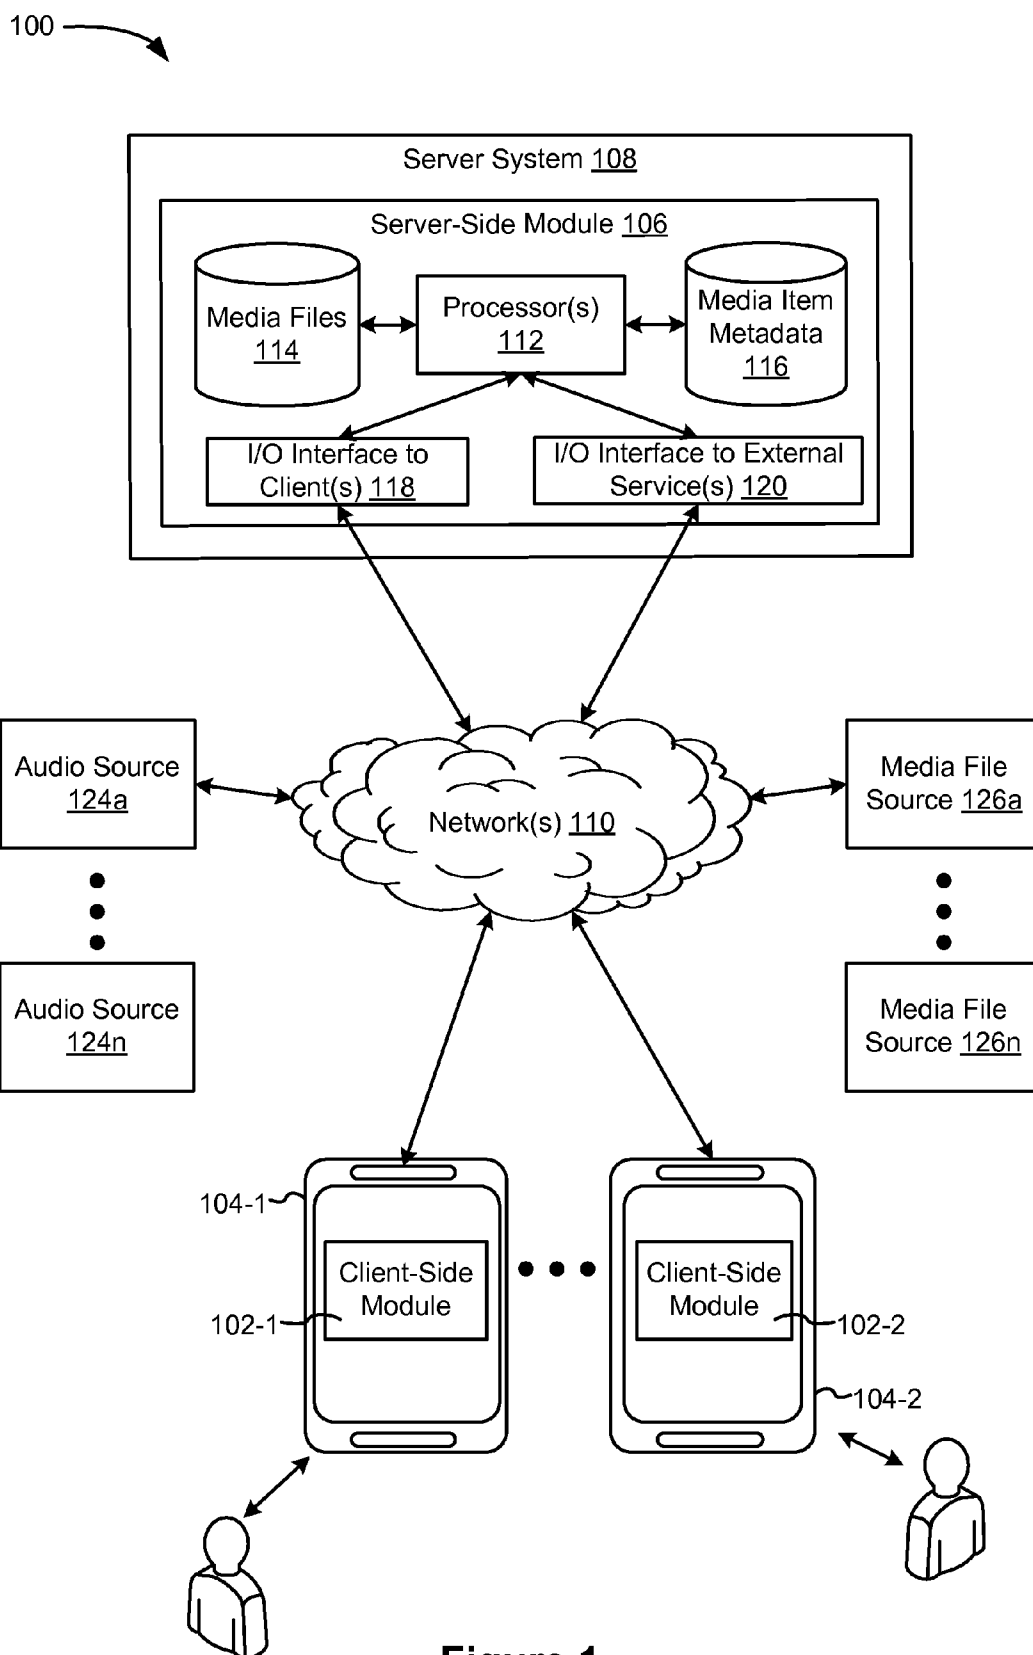 100
Server System 108
Server-Side Module 106
Media Files
114
Processor(s)
112
Media Item
Metadata
116
I/O Interface to
Client(s) 118
I/O Interface to External
Service(s) 120
Audio Source
124a
Network(s) 110
Media File
Source 126a
Audio Source
124n
Media File
Source 126n
104-1
Client-Side
Module
102-1
Client-Side
Module
102-2
104-2
Figure 1